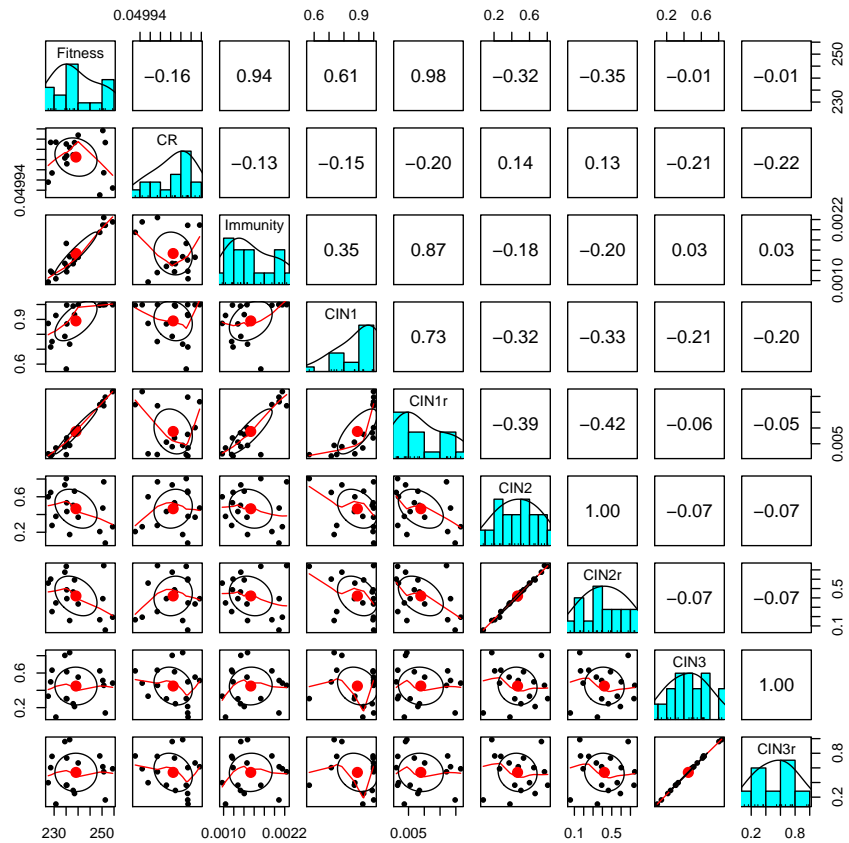 0.04994 0.6 0.9 0.2 0.6 0.2 0.6
Fitness −0.16 0.94 0.61 0.98 −0.32 −0.35 −0.01 −0.01 230 250
0.04994 CR −0.13 −0.15 −0.20 0.14 0.13 −0.21 −0.22
Immunity 0.35 0.87 −0.18 −0.20 0.03 0.03 0.0010 0.0022
0.6 0.9 CIN1 0.73 −0.32 −0.33 −0.21 −0.20
CIN1r −0.39 −0.42 −0.06 −0.05 0.005
0.2 0.6 CIN2 1.00 −0.07 −0.07
CIN2r −0.07 −0.07 0.1 0.5
0.2 0.6 CIN3 1.00
CIN3r 0.2 0.8
230 250 0.0010 0.0022 0.005 0.1 0.5 0.2 0.8